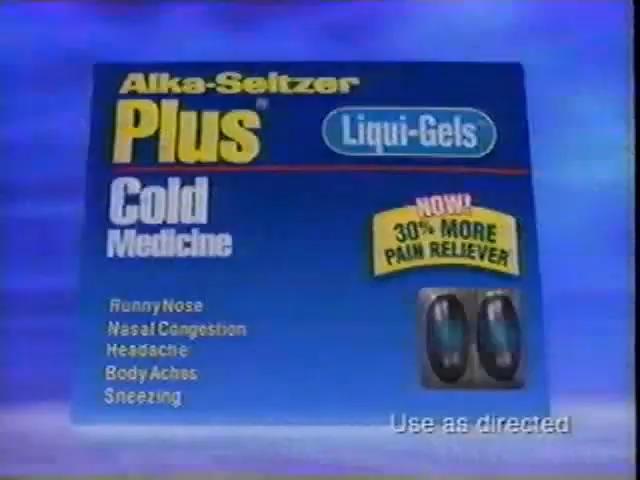 Alka-Seltzer
Plus®
Liqui-Gels
Cold
Medicine
NOW!
30% MORE
PAIN RELIEVER
Runny Nose
Nasal Congestion
Headache
Body Aches
Sneezing
Use as directed